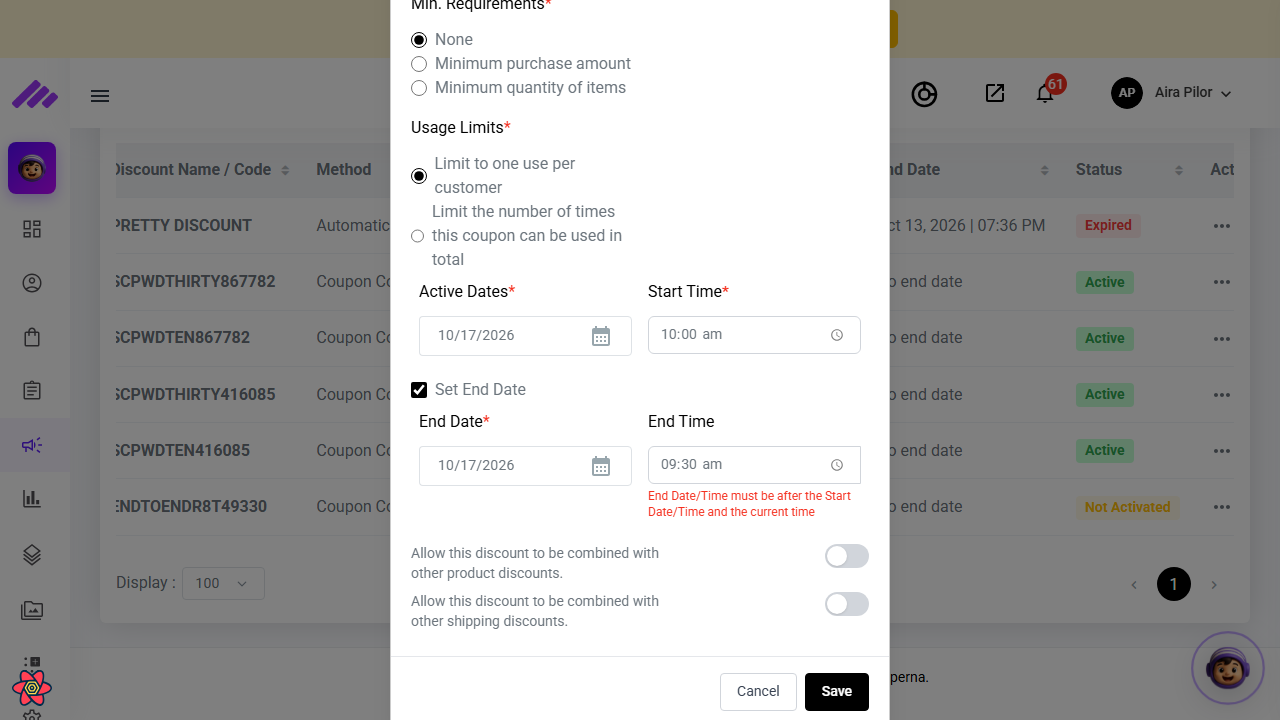 Min. Requirements*
None
Minimum purchase amount
Minimum quantity of items
61
AP
Aira Pilor
Usage Limits*
Discount Name / Code
Method
Limit to one use per
customer
nd Date
Status
Act
PRETTY DISCOUNT
Automatic
Limit the number of times
this coupon can be used in
total
ct 13, 2026 | 07:36 PM
Expired
SCPWDTHIRTY867782
Coupon Co
Active Dates*
Start Time*
o end date
Active
SCPWDTEN867782
Coupon Co
10/17/2026
10:00 am
o end date
Active
SCPWDTHIRTY416085
Coupon Co
Set End Date
o end date
Active
SCPWDTEN416085
Coupon Co
End Date*
End Time
10/17/2026
09:30 am
o end date
Active
End Date/Time must be after the Start
Date/Time and the current time
ENDTOENDR8T49330
Coupon Co
o end date
Not Activated
Allow this discount to be combined with
other product discounts.
Display :
100
1
Allow this discount to be combined with
other shipping discounts.
perna.
Cancel
Save